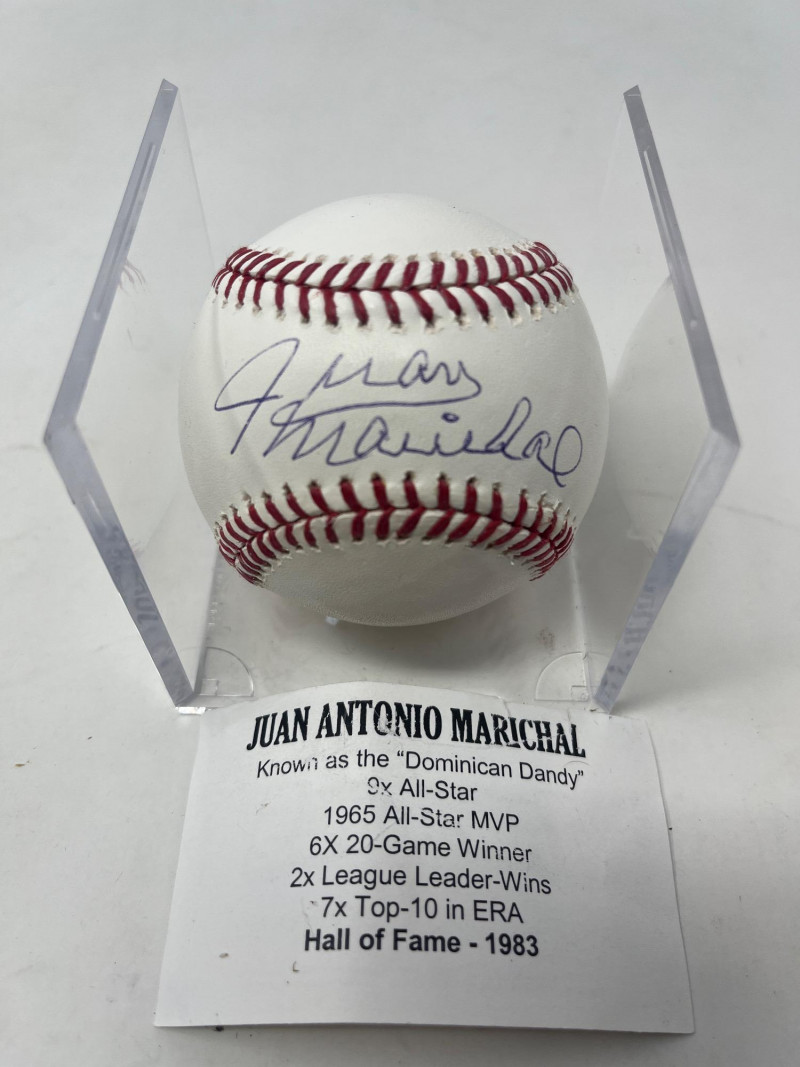 Juan
Marichal
JUAN ANTONIO MARICHAL
Known as the “Dominican Dandy”
9x All-Star
1965 All-Star MVP
6X 20-Game Winner
2x League Leader-Wins
7x Top-10 in ERA
Hall of Fame - 1983